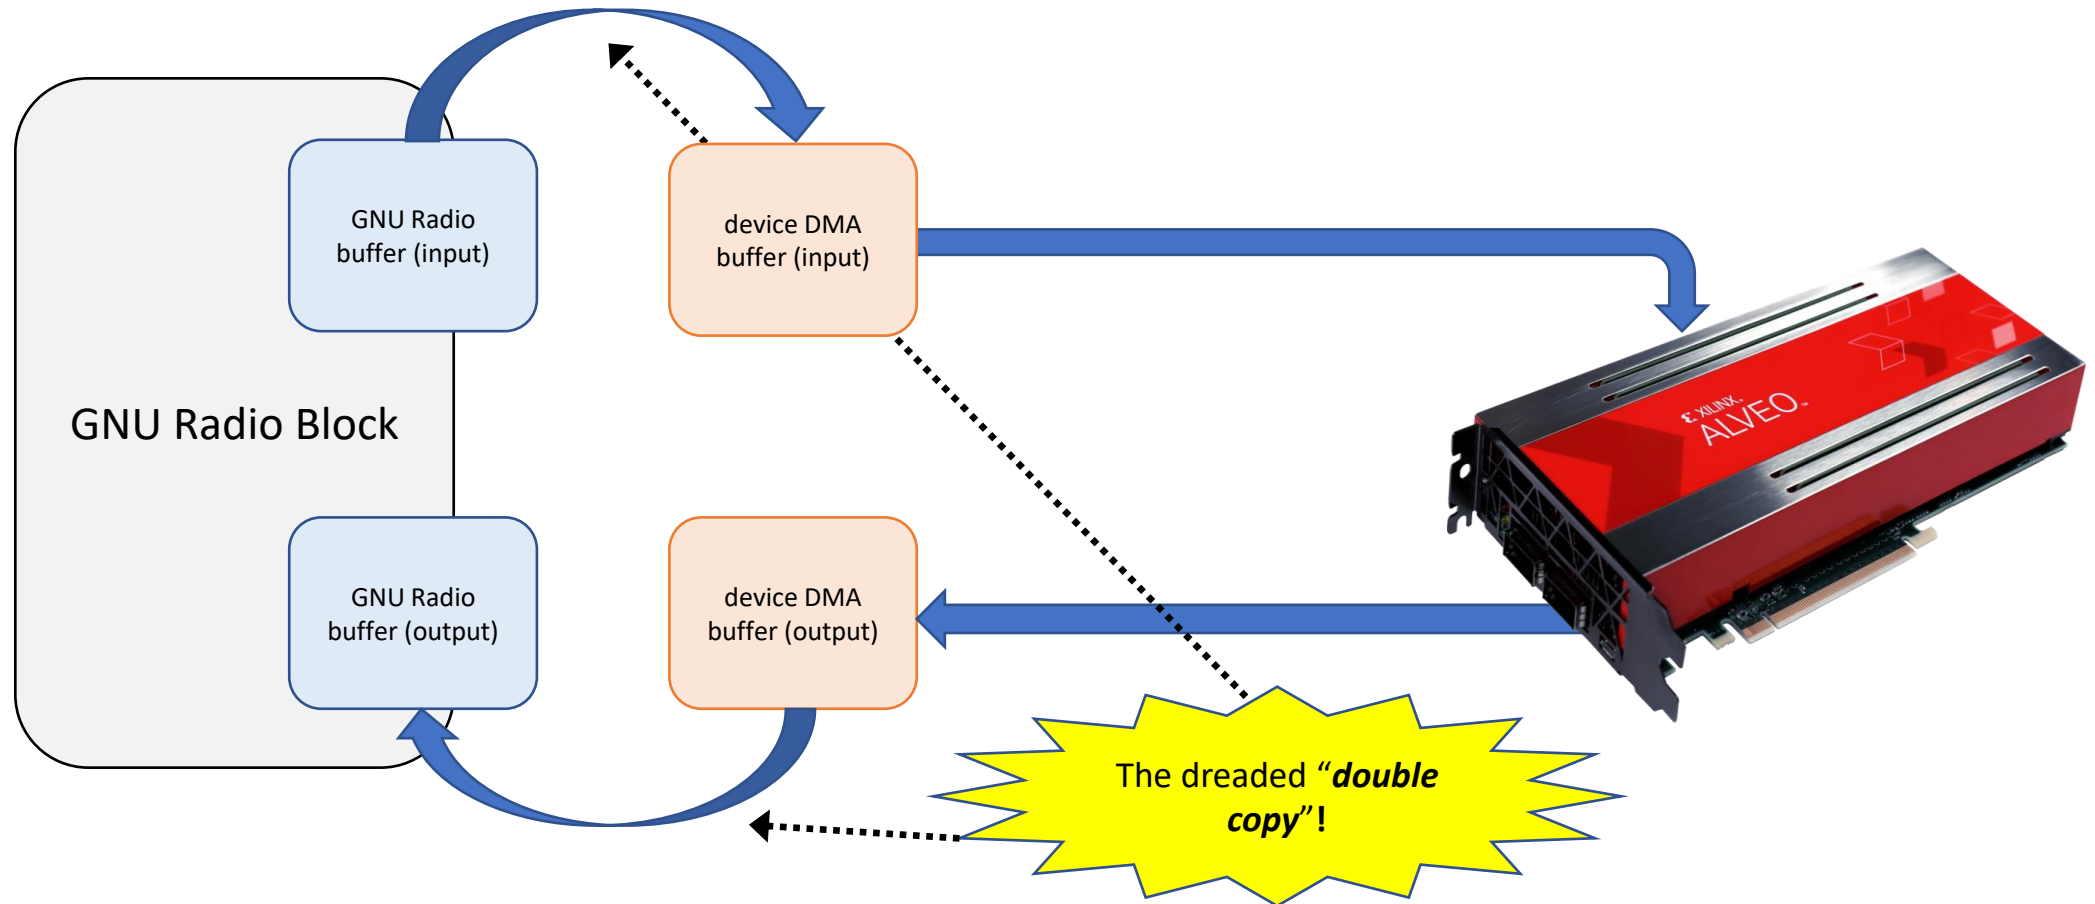 GNU Radio
buffer (input)
device DMA
buffer (input)
XILINX.
ALVEO™
GNU Radio Block
GNU Radio
buffer (output)
device DMA
buffer (output)
The dreaded “double
copy”!